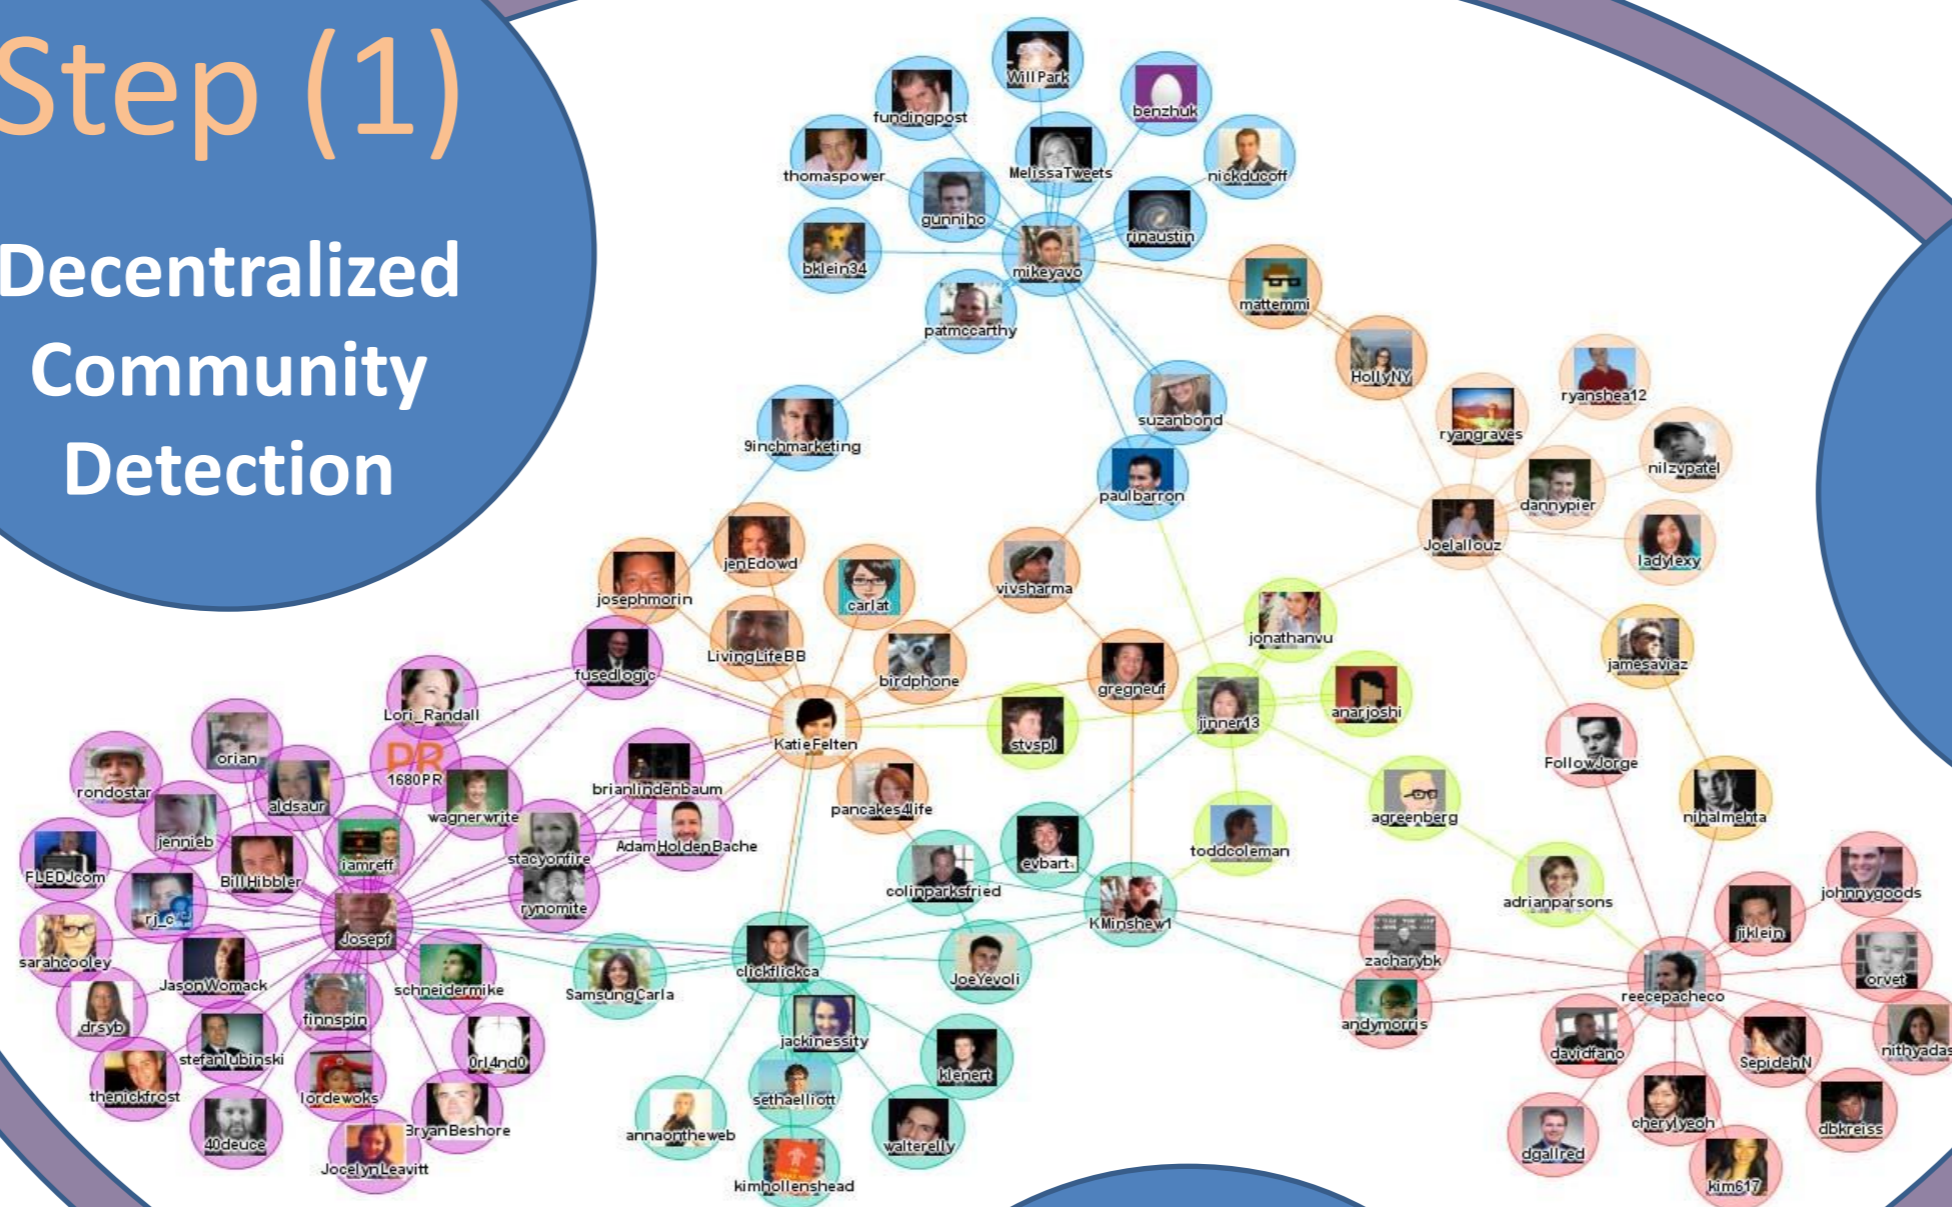 Step (1)
Decentralized
Community
Detection
WillPark
fundingpost
benzhuk
thomaspower
MelissaTweets
nickducoff
gunniho
rinaustin
bklein34
mikeyavo
mattemmi
patmccarthy
HollyNY
ryanshea12
suzanbond
ryangraves
9inchmarketing
nilzvpatel
paulbarron
dannypier
Joelallouz
jenEdowd
ladylexy
josephmorin
carlat
vivsharma
jonathanvu
LivingLifeBB
jamesaviaz
fusedlogic
birdphone
gregneuf
Lori_Randall
anarjoshi
jinner13
KatieFelten
stvspl
orian
FollowJorge
PR
1680PR
rondostar
brianlindenbaum
aldsaur
pancakes4life
wagnerwrite
agreenberg
nihalmehta
jennieb
AdamHoldenBache
toddcoleman
stacyonfire
iamreff
evbart
FLEDJcom
BillHibbler
colinparksfried
johnnygoods
adrianparsons
rynomite
rj_c
KMinshew1
jiklein
Josepf
sarahcooley
zacharybk
clickflickca
JoeYevoli
orvet
JasonWomack
schneidermike
SamsungCarla
reecepacheco
finnspin
drsyb
andymorris
jackinessity
nithyadas
davidfano
SepidehN
stefanlubinski
0rl4nd0
klenert
thenickfrost
lordewoks
sethaelliott
cherylyeoh
dbkreiss
BryanBeshore
annaontheweb
40deuce
walterelly
dgallred
JocelynLeavitt
kimhollenshead
kim617